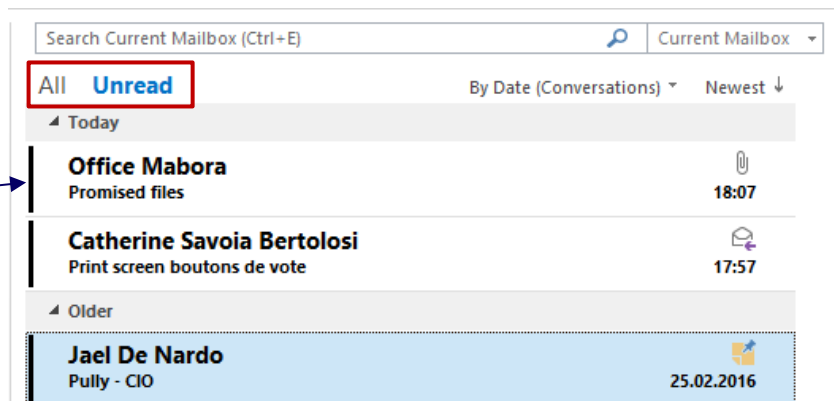 Search Current Mailbox (Ctrl+E) Current Mailbox
All Unread By Date (Conversations) Newest
Today
Office Mabora
Promised files 18:07
Catherine Savoia Bertolosi
Print screen boutons de vote 17:57
Older
Jael De Nardo
Pully - CIO 25.02.2016